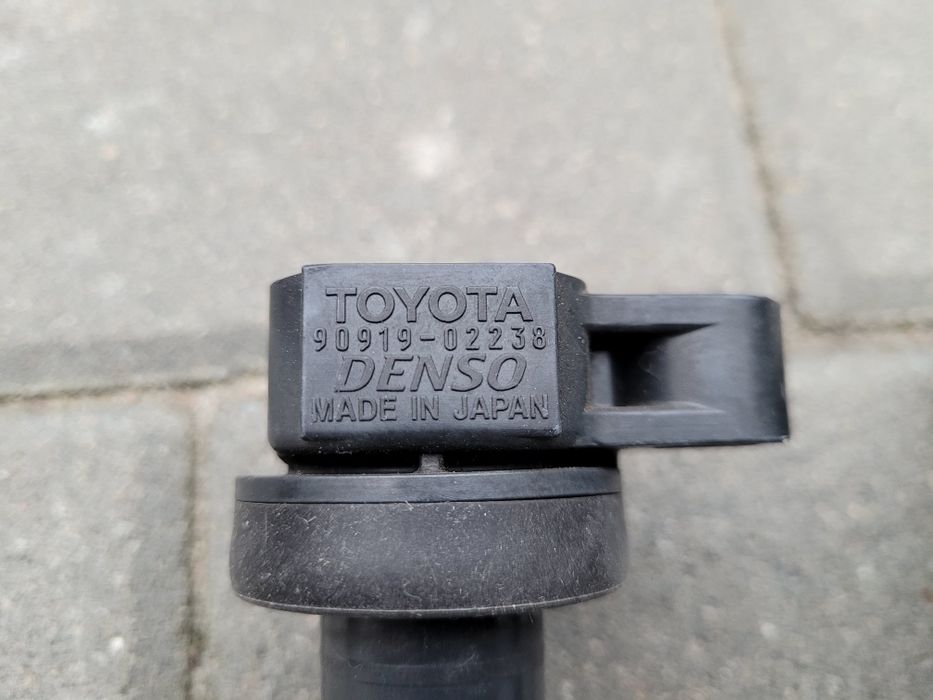 TOYOTA
90919-02238
DENSO
MADE IN JAPAN